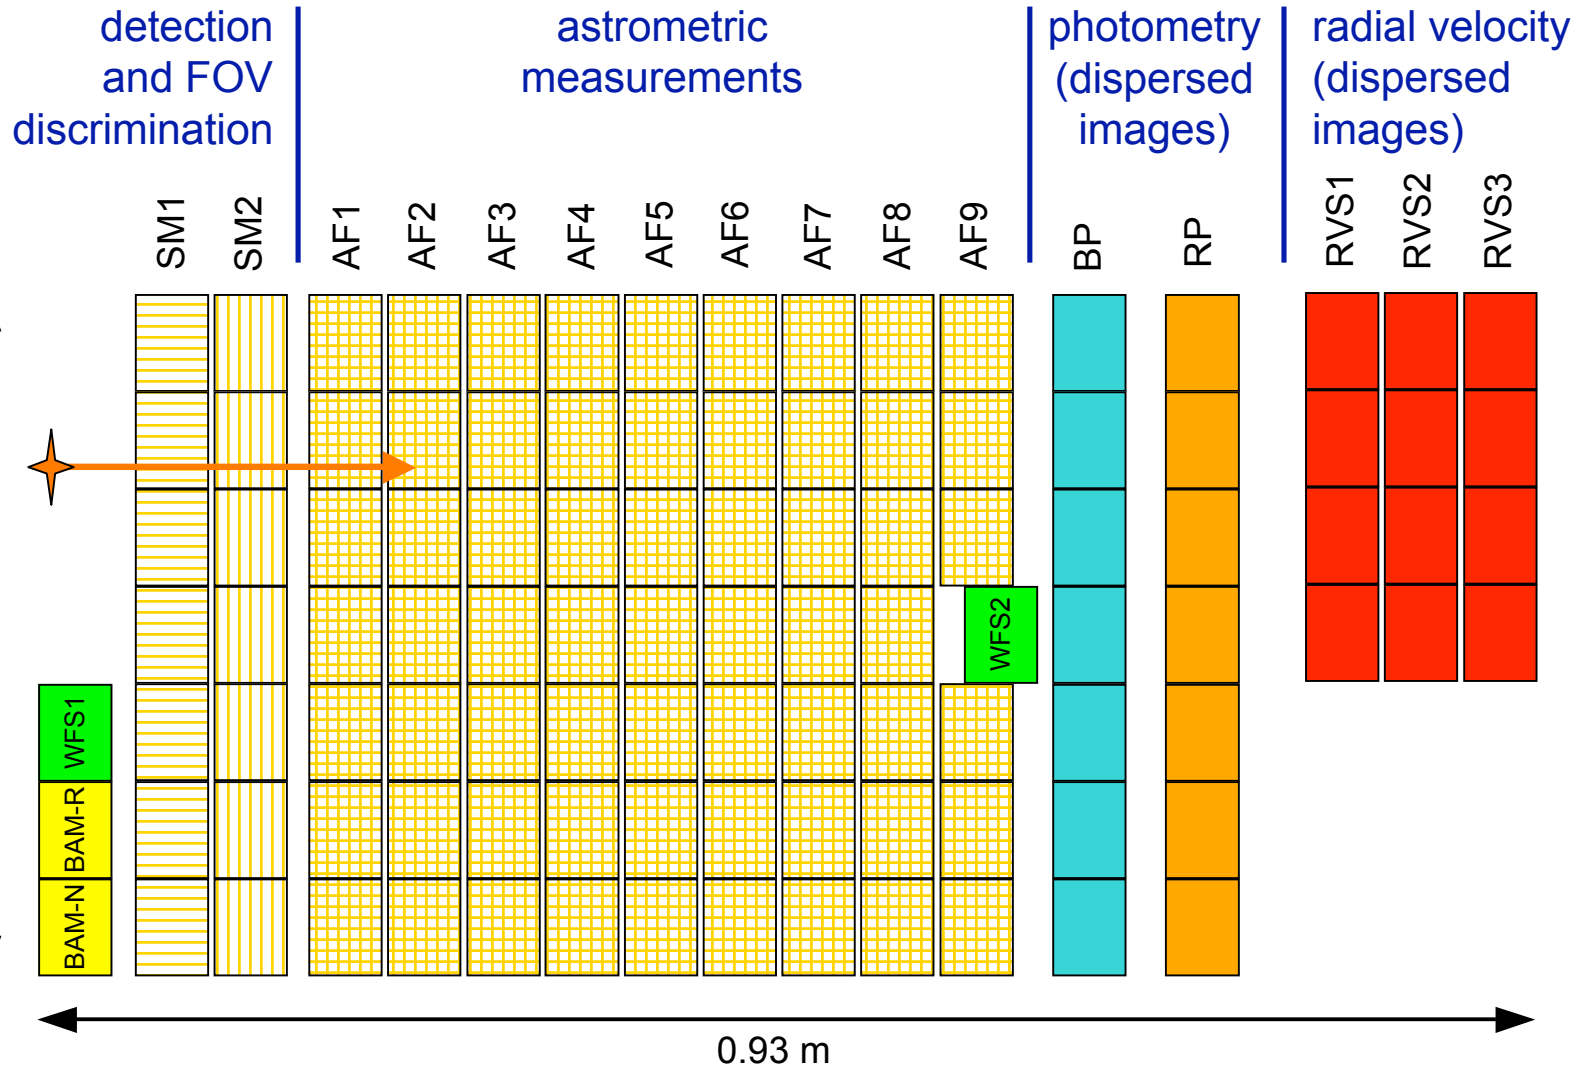 detection
and FOV
discrimination
astrometric
measurements
photometry
(dispersed
images)
radial velocity
(dispersed
images)
SM1
SM2
AF1
AF2
AF3
AF4
AF5
AF6
AF7
AF8
AF9
BP
RP
RVS1
RVS2
RVS3
WFS2
WFS1
BAM-R
BAM-N
0.93 m